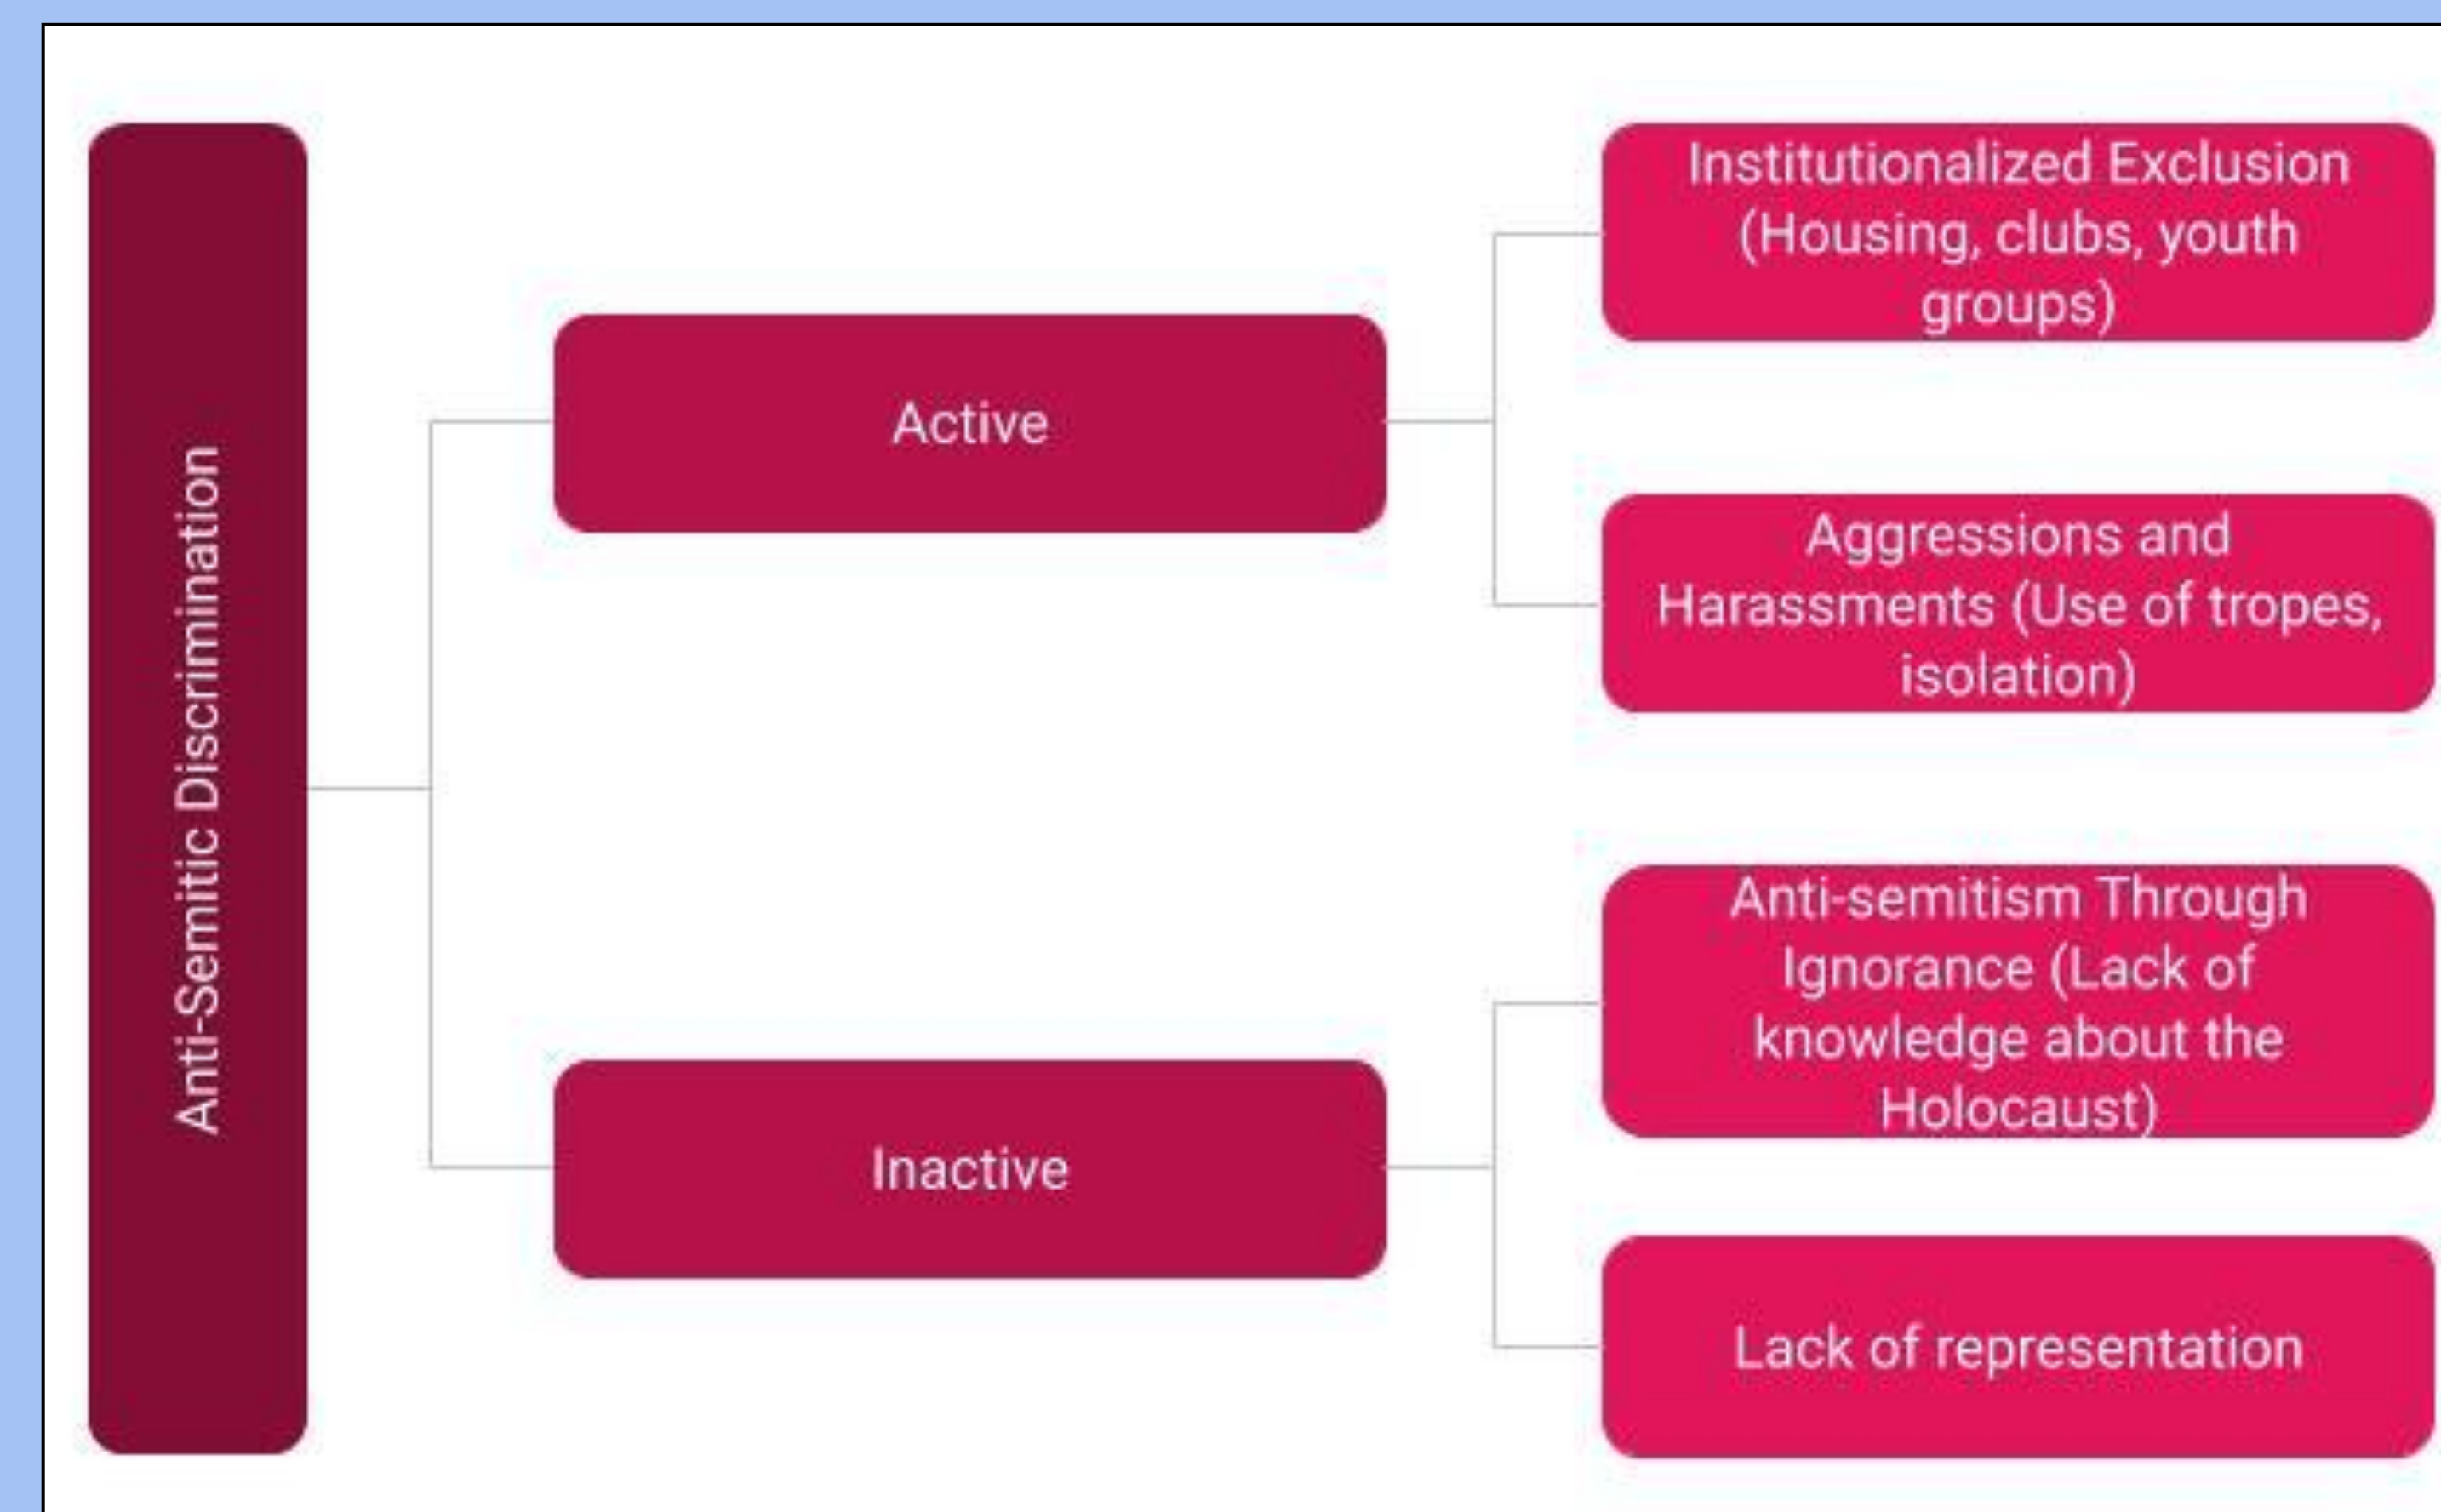 Anti-Semitic Discrimination
Active
Institutionalized Exclusion
(Housing, clubs, youth
groups)
Aggressions and
Harassments (Use of tropes,
isolation)
Inactive
Anti-semitism Through
Ignorance (Lack of
knowledge about the
Holocaust)
Lack of representation